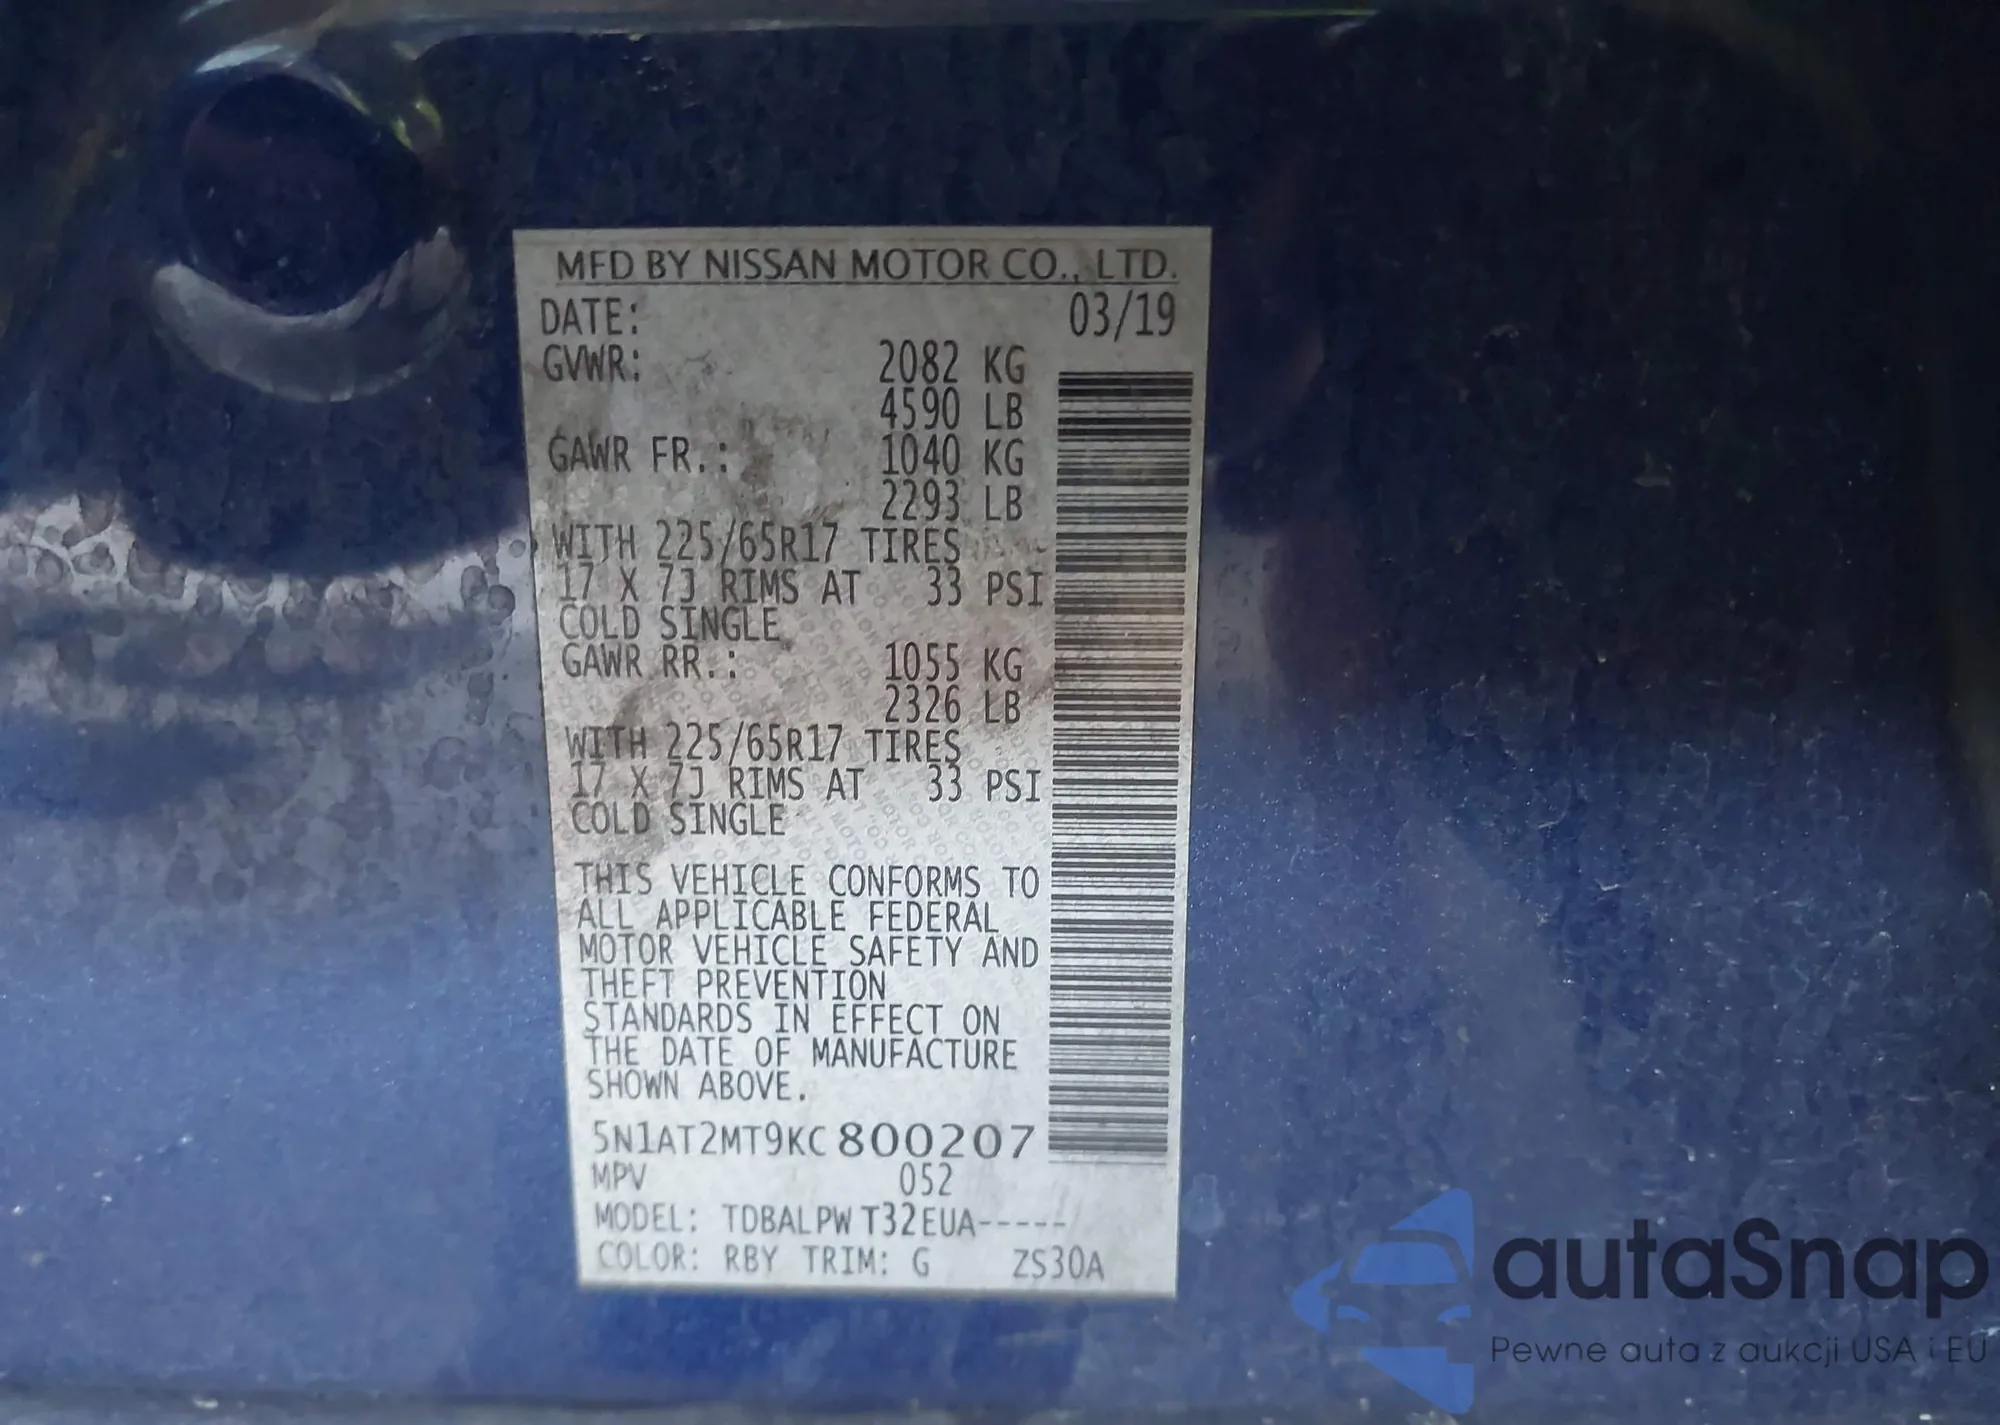 MFD BY NISSAN MOTOR CO., LTD.
DATE: 03/19
GVWR: 2082 KG
4590 LB
GAWR FR.: 1040 KG
2293 LB
WITH 225/65R17 TIRES
17 X 7J RIMS AT 33 PSI
COLD SINGLE
GAWR RR.: 1055 KG
2326 LB
WITH 225/65R17 TIRES
17 X 7J RIMS AT 33 PSI
COLD SINGLE
THIS VEHICLE CONFORMS TO
ALL APPLICABLE FEDERAL
MOTOR VEHICLE SAFETY AND
THEFT PREVENTION
STANDARDS IN EFFECT ON
THE DATE OF MANUFACTURE
SHOWN ABOVE.
5N1AT2MT9KC800207
MPV 052
MODEL: TDBALPW T32EUA-----
COLOR: RBY TRIM: G ZS30A
autaSnap
Pewne auta z aukcji USA i EU